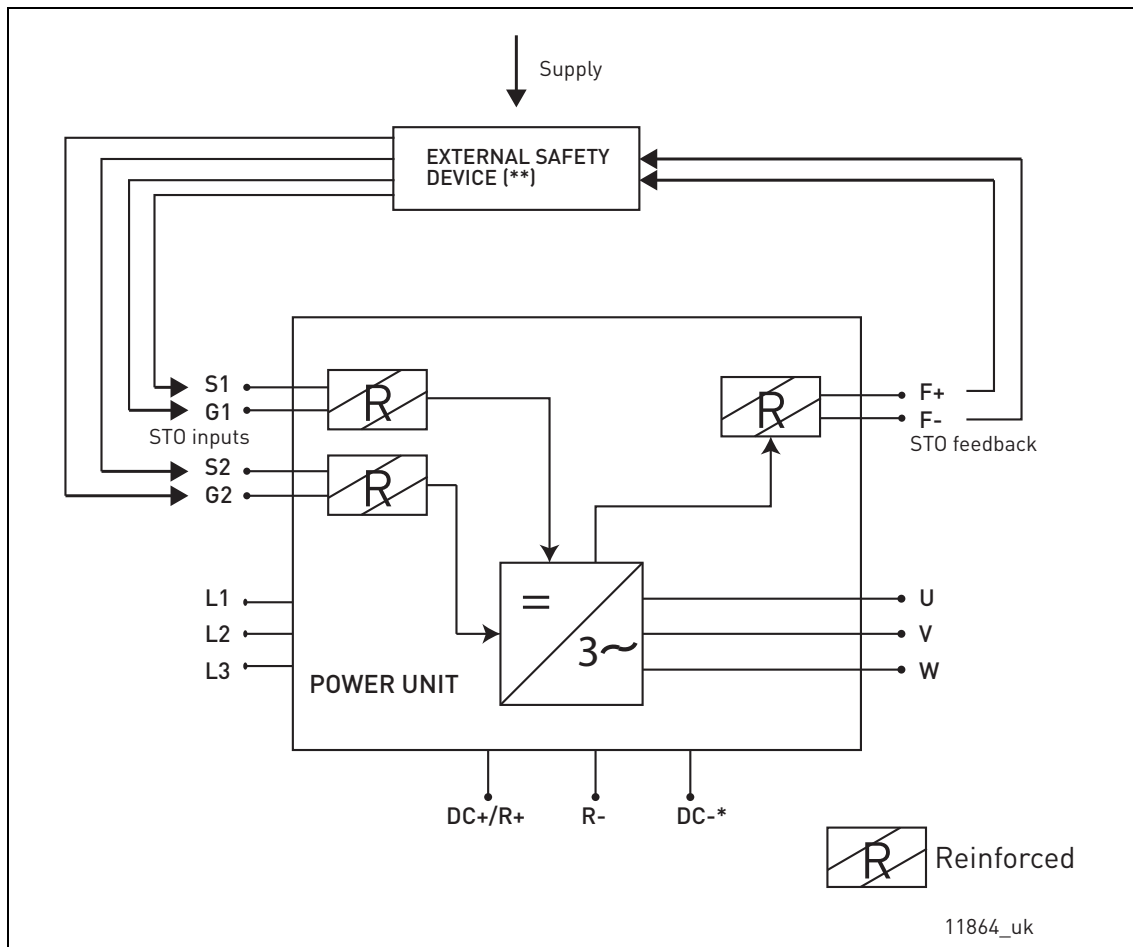 Supply
EXTERNAL SAFETY
DEVICE (**)
S1
G1
STO inputs
S2
G2
R
R
R
F+
F-
STO feedback
L1
L2
L3
=
3~
U
V
W
POWER UNIT
DC+/R+
R-
DC-*
R
Reinforced
11864_uk